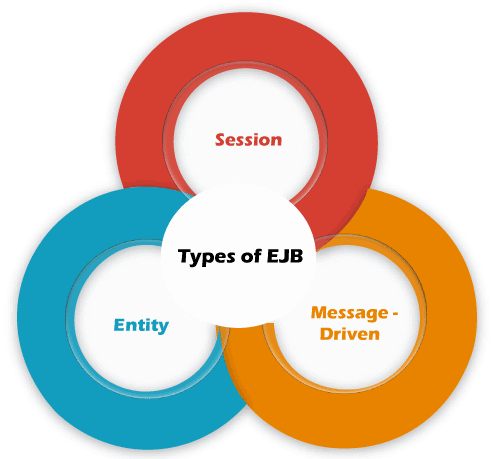 Session
Types of EJB
Entity
Message -
Driven